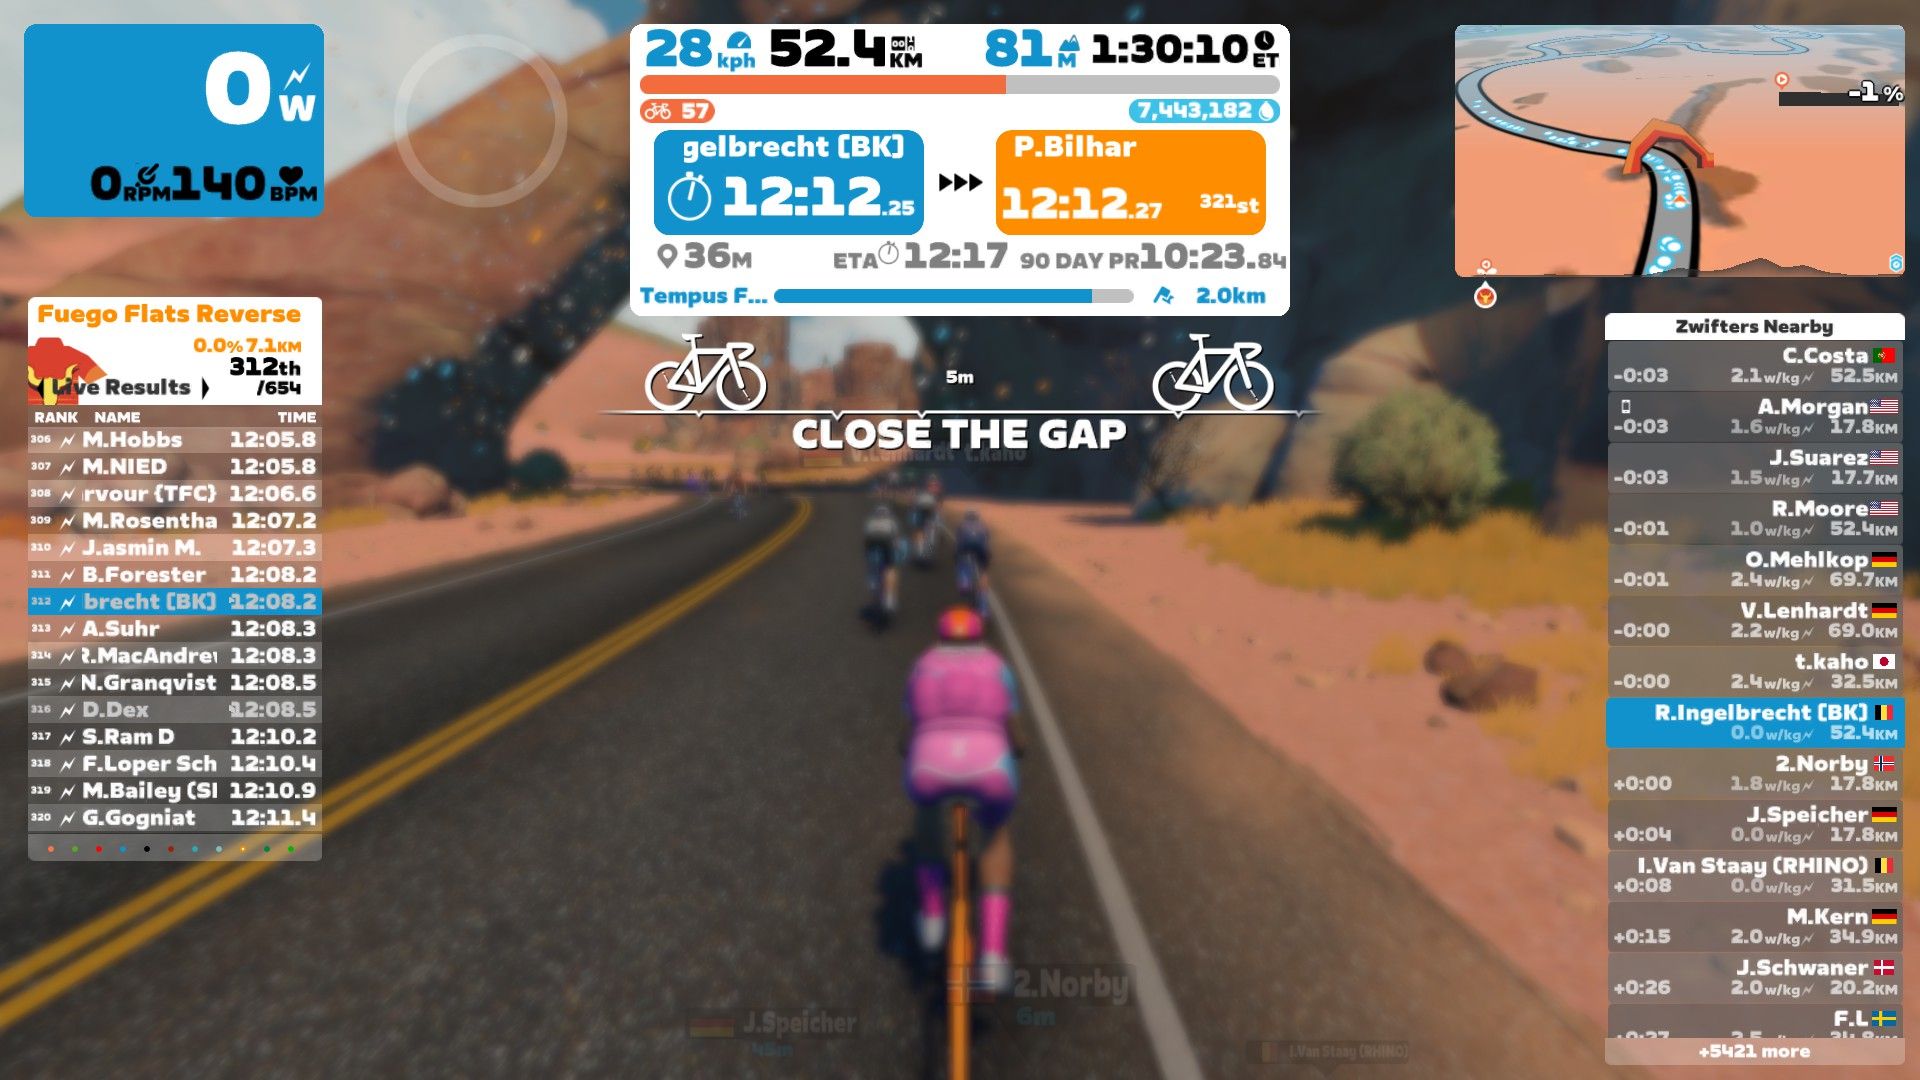 0 W
0 RPM 140 BPM
28 kph 52.4 KM 81 M 1:30:10 ET
57
7,443,182
gelbrecht (BK)
12:12.25
P.Bilhar
12:12.27 321st
36M ETA 12:17 90 DAY PR 10:23.84
Tempus F... 2.0km
-1%
Fuego Flats Reverse
0.0% 7.1KM
312th
/654
Live Results
RANK NAME TIME
306 M.Hobbs 12:05.8
307 M.NIED 12:05.8
308 rvour {TFC} 12:06.6
309 M.Rosentha 12:07.2
310 J.asmin M. 12:07.3
311 B.Forester 12:08.2
312 brecht (BK) 12:08.2
313 A.Suhr 12:08.3
314 R.MacAndrew 12:08.3
315 N.Granqvist 12:08.5
316 D.Dex 12:08.5
317 S.Ram D 12:10.2
318 F.Loper Sch 12:10.4
319 M.Bailey (SI 12:10.9
320 G.Gogniat 12:11.4
5m
CLOSE THE GAP
V.Lenhardt t.kaho
Zwifters Nearby
C.Costa
-0:03 2.1w/kg 52.5KM
A.Morgan
-0:03 1.6w/kg 17.8KM
J.Suarez
-0:03 1.5w/kg 17.7KM
R.Moore
-0:01 1.0w/kg 52.4KM
O.Mehlkop
-0:01 2.4w/kg 69.7KM
V.Lenhardt
-0:00 2.2w/kg 69.0KM
t.kaho
-0:00 2.4w/kg 32.5KM
R.Ingelbrecht (BK)
0.0w/kg 52.4KM
2.Norby
+0:00 1.8w/kg 17.8KM
J.Speicher
+0:04 0.0w/kg 17.8KM
I.Van Staay (RHINO)
+0:08 0.0w/kg 31.5KM
M.Kern
+0:15 2.0w/kg 34.9KM
J.Schwaner
+0:26 2.0w/kg 20.2KM
F.L
+5421 more
2.Norby
6m
J.Speicher
I.Van Staay (RHINO)